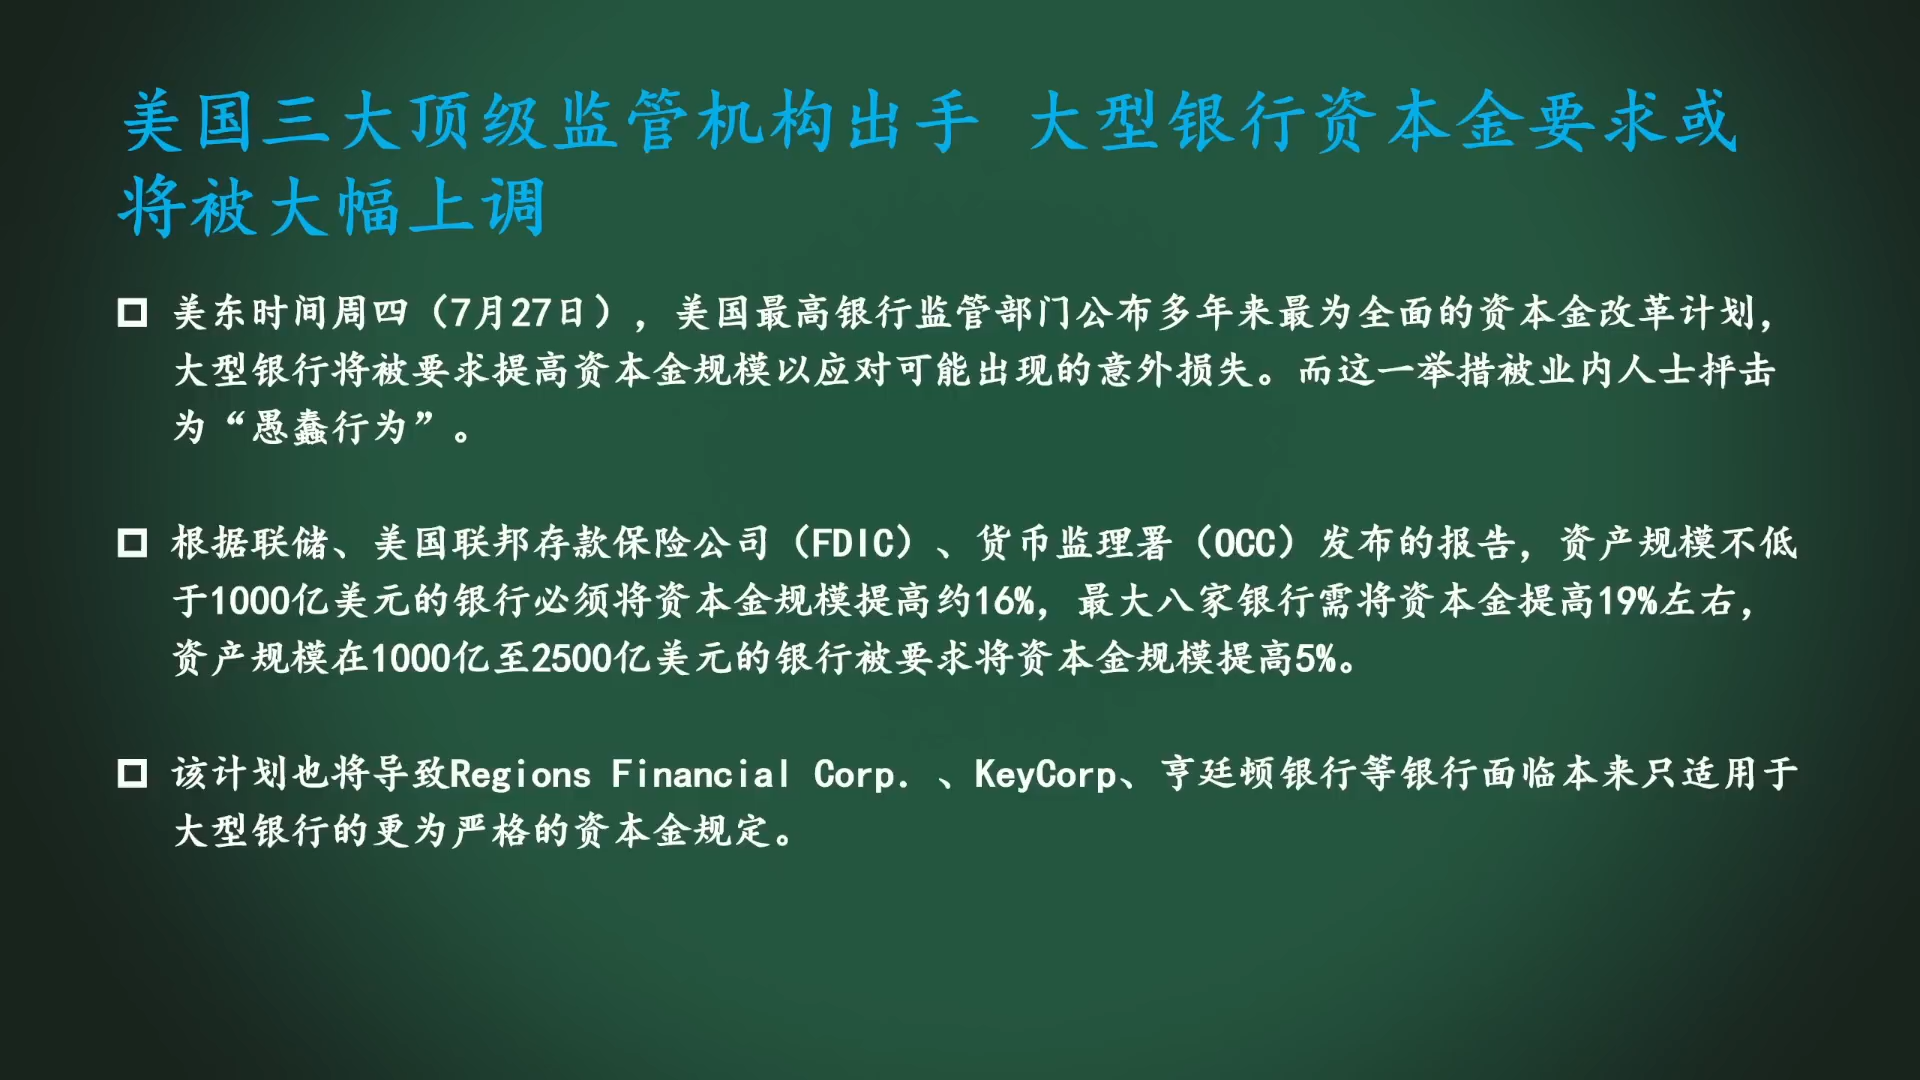 美国三大顶级监管机构出手 大型银行资本金要求或
将被大幅上调
美东时间周四（7月27日），美国最高银行监管部门公布多年来最为全面的资本金改革计划，
大型银行将被要求提高资本金规模以应对可能出现的意外损失。而这一举措被业内人士抨击
为“愚蠢行为”。
根据联储、美国联邦存款保险公司（FDIC）、货币监理署（OCC）发布的报告，资产规模不低
于1000亿美元的银行必须将资本金规模提高约16%，最大八家银行需将资本金提高19%左右，
资产规模在1000亿至2500亿美元的银行被要求将资本金规模提高5%。
该计划也将导致Regions Financial Corp.、KeyCorp、亨廷顿银行等银行面临本来只适用于
大型银行的更为严格的资本金规定。